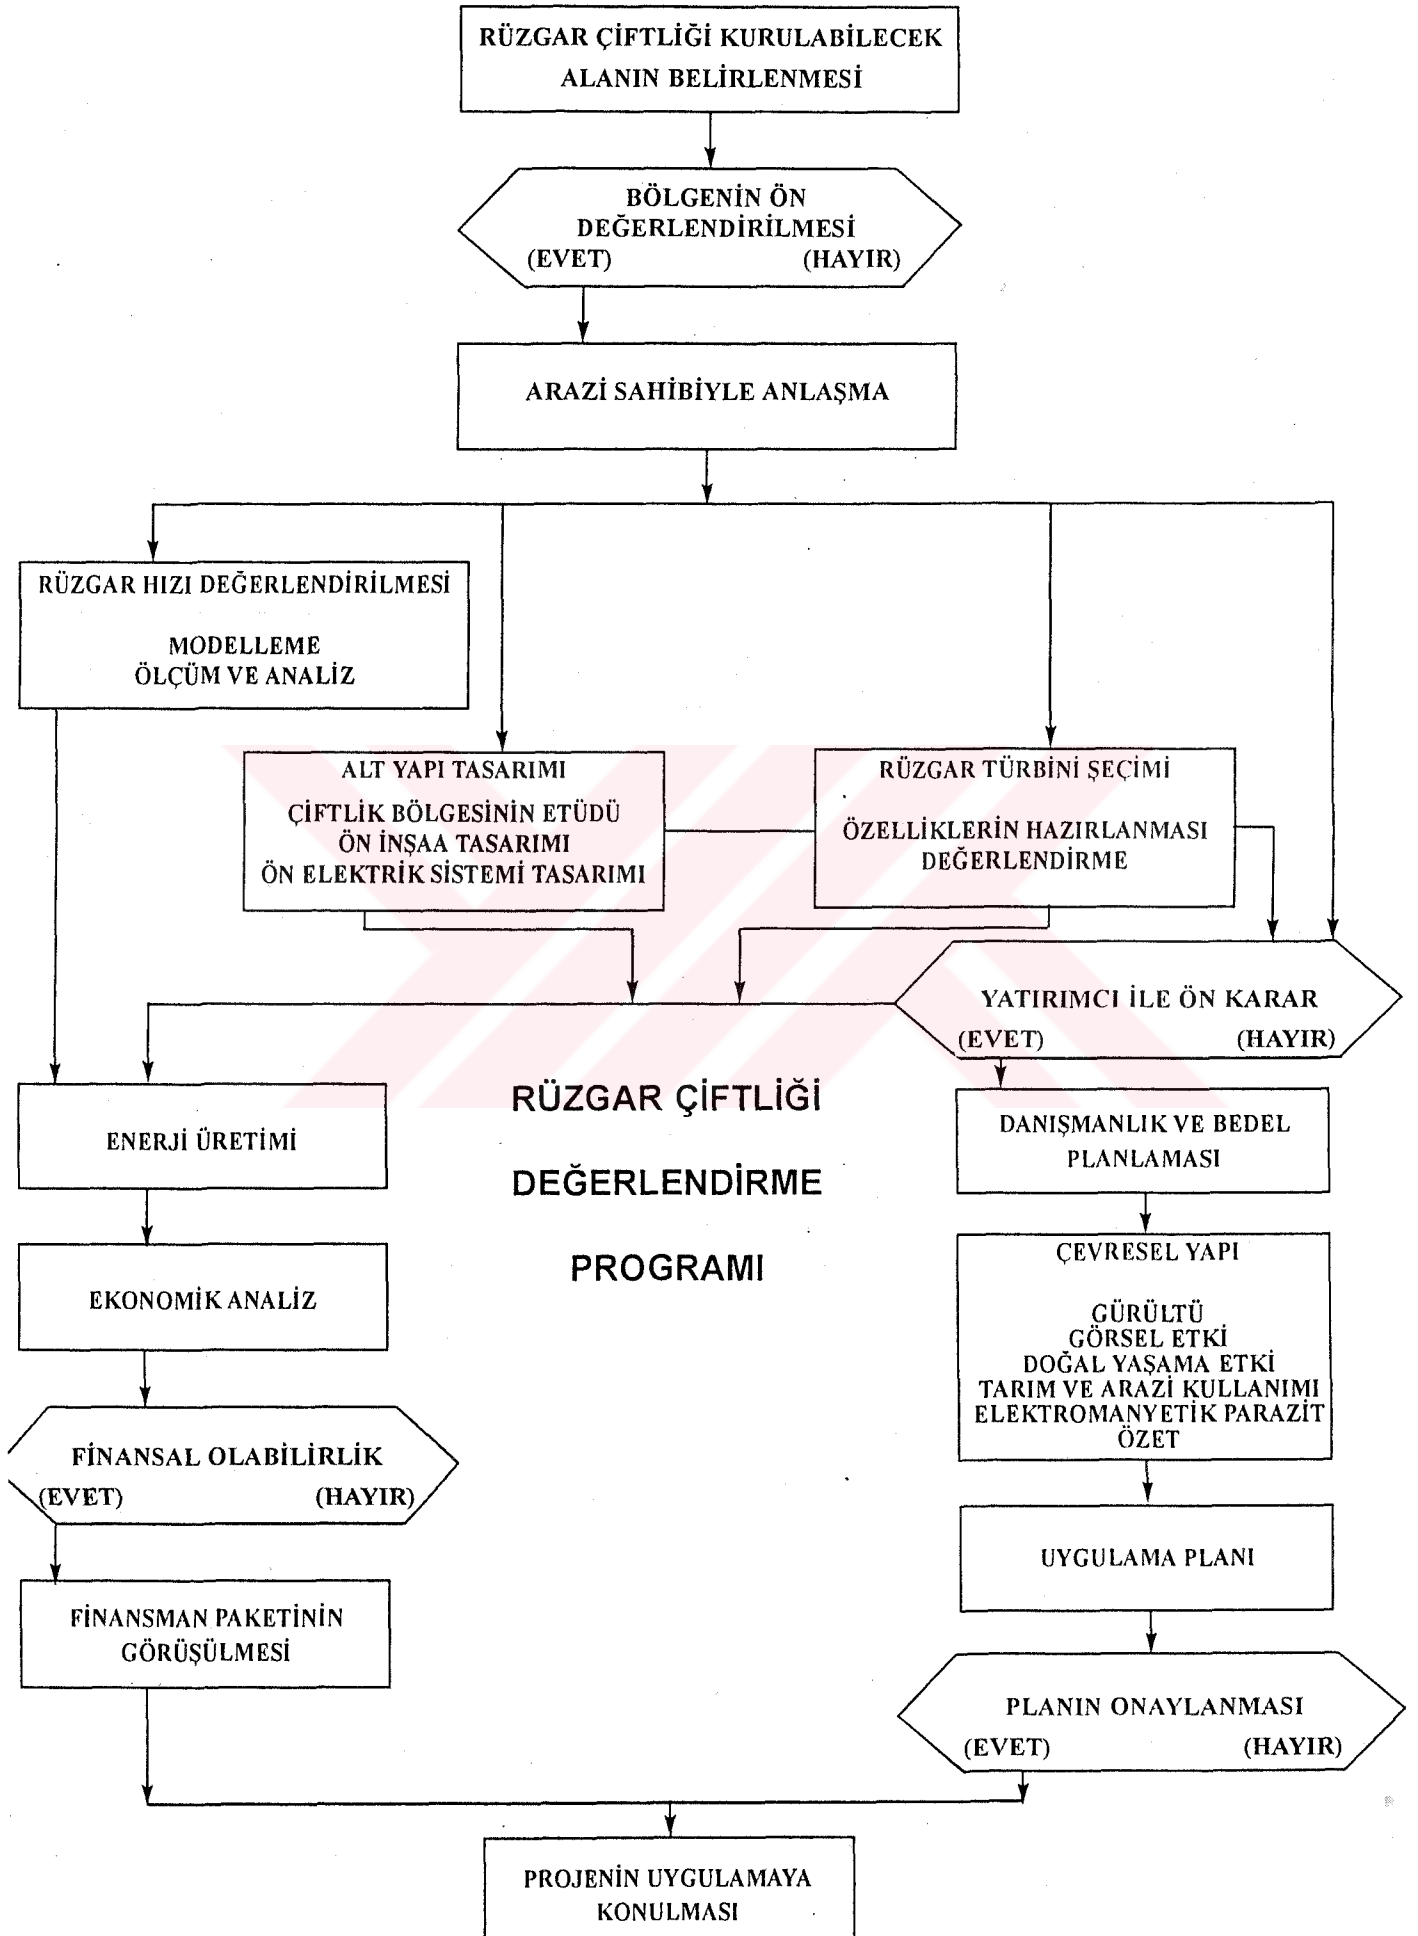 RÜZGAR ÇİFTLİĞİ KURULABİLECEK
ALANIN BELİRLENMESİ
BÖLGENİN ÖN
DEĞERLENDİRİLMESİ
(EVET) (HAYIR)
ARAZİ SAHİBİYLE ANLAŞMA
RÜZGAR HIZI DEĞERLENDİRİLMESİ
MODELLEME
ÖLÇÜM VE ANALİZ
ALT YAPI TASARIMI
ÇİFTLİK BÖLGESİNİN ETÜDÜ
ÖN İNŞAA TASARIMI
ÖN ELEKTRİK SİSTEMİ TASARIMI
RÜZGAR TÜRBİNİ ŞEÇİMİ
ÖZELLİKLERİN HAZIRLANMASI
DEĞERLENDİRME
YATIRIMCI İLE ÖN KARAR
(EVET) (HAYIR)
RÜZGAR ÇİFTLİĞİ
DEĞERLENDİRME
PROGRAMI
ENERJİ ÜRETİMİ
EKONOMİK ANALİZ
FİNANSAL OLABİLİRLİK
(EVET) (HAYIR)
FİNANSMAN PAKETİNİN
GÖRÜŞÜLMESİ
DANIŞMANLIK VE BEDEL
PLANLAMASI
ÇEVRESEL YAPI
GÜRÜLTÜ
GÖRSEL ETKİ
DOĞAL YAŞAMA ETKİ
TARIM VE ARAZİ KULLANIMI
ELEKTROMANYETİK PARAZİT
ÖZET
UYGULAMA PLANI
PLANIN ONAYLANMASI
(EVET) (HAYIR)
PROJENİN UYGULAMAYA
KONULMASI